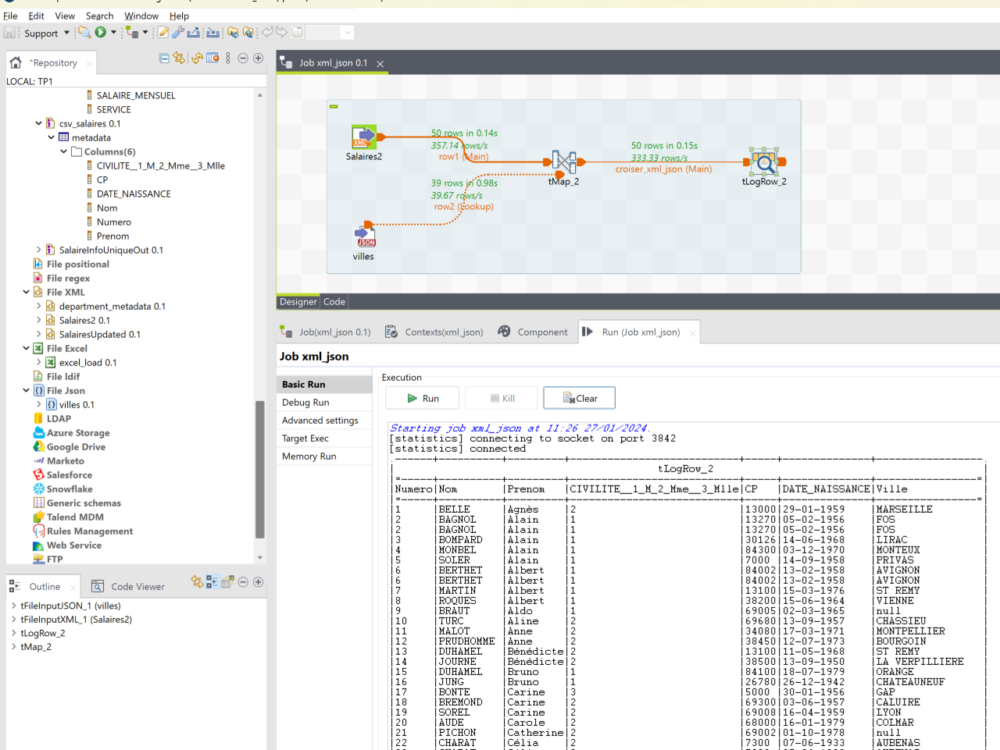 File Edit View Search Window Help
Support
*Repository
LOCAL: TP1
SALAIRE_MENSUEL
SERVICE
csv_salaires 0.1
metadata
Columns(6)
CIVILITE__1_M_2_Mme__3_Mlle
CP
DATE_NAISSANCE
Nom
Numero
Prenom
SalaireInfoUniqueOut 0.1
File positional
File regex
File XML
department_metadata 0.1
Salaires2 0.1
SalairesUpdated 0.1
File Excel
excel_load 0.1
File ldif
File Json
villes 0.1
LDAP
Azure Storage
Google Drive
Marketo
Salesforce
Snowflake
Generic schemas
Talend MDM
Rules Management
Web Service
FTP
Outline Code Viewer
tFileInputJSON_1 (villes)
tFileInputXML_1 (Salaires2)
tLogRow_2
tMap_2
Job xml_json 0.1
50 rows in 0.14s
357.14 rows/s
row1 (Main)
XML
Salaires2
39 rows in 0.98s
39.67 rows/s
row2 (Lookup)
JSON
villes
tMap_2
50 rows in 0.15s
333.33 rows/s
croiser_xml_json (Main)
tLogRow_2
Designer Code
Job(xml_json 0.1) Contexts(xml_json) Component Run (Job xml_json)
Job xml_json
Basic Run
Debug Run
Advanced settings
Target Exec
Memory Run
Execution
Run Kill Clear
Starting job xml_json at 11:26 27/01/2024.
[statistics] connecting to socket on port 3842
[statistics] connected
tLogRow_2
Numero|Nom |Prenom |CIVILITE__1_M_2_Mme__3_Mlle|CP |DATE_NAISSANCE|Ville
1 |BELLE |Agnès |2 |13000|29-01-1959 |MARSEILLE
2 |BAGNOL |Alain |1 |13270|05-02-1956 |FOS
2 |BAGNOL |Alain |1 |13270|05-02-1956 |FOS
3 |BOMPARD |Alain |1 |30126|14-06-1968 |LIRAC
4 |MONBEL |Alain |1 |84300|03-12-1970 |MONTEUX
5 |SOLER |Alain |1 |7000 |14-09-1958 |PRIVAS
6 |BERTHET |Albert |1 |84002|13-02-1958 |AVIGNON
6 |BERTHET |Albert |1 |84002|13-02-1958 |AVIGNON
7 |MARTIN |Albert |1 |13100|15-03-1976 |ST REMY
8 |ROQUES |Albert |1 |38200|15-06-1964 |VIENNE
9 |BRAUT |Aldo |1 |69005|02-03-1965 |null
10 |TURC |Aline |2 |69680|13-09-1957 |CHASSIEU
11 |MALOT |Anne |2 |34080|17-03-1971 |MONTPELLIER
12 |PRUDHOMME |Anne |2 |38450|12-07-1973 |BOURGOIN
13 |DUHAMEL |Bénédicte|2 |13100|11-05-1968 |ST REMY
14 |JOURNE |Bénédicte|2 |38500|13-09-1950 |LA VERPILLIERE
15 |DUHAMEL |Bruno |1 |84100|18-07-1979 |ORANGE
16 |JUNG |Bruno |1 |26780|26-12-1942 |CHATEAUNEUF
17 |BONTE |Carine |3 |5000 |30-01-1956 |GAP
18 |BREMOND |Carine |2 |69300|03-06-1957 |CALUIRE
19 |SOREL |Carine |2 |69008|16-04-1959 |LYON
20 |AUDE |Carole |2 |68000|16-01-1979 |COLMAR
21 |PICHON |Catherine|2 |69002|01-10-1978 |null
22 |CHARAT |Célia |2 |7300 |07-06-1933 |AUBENAS